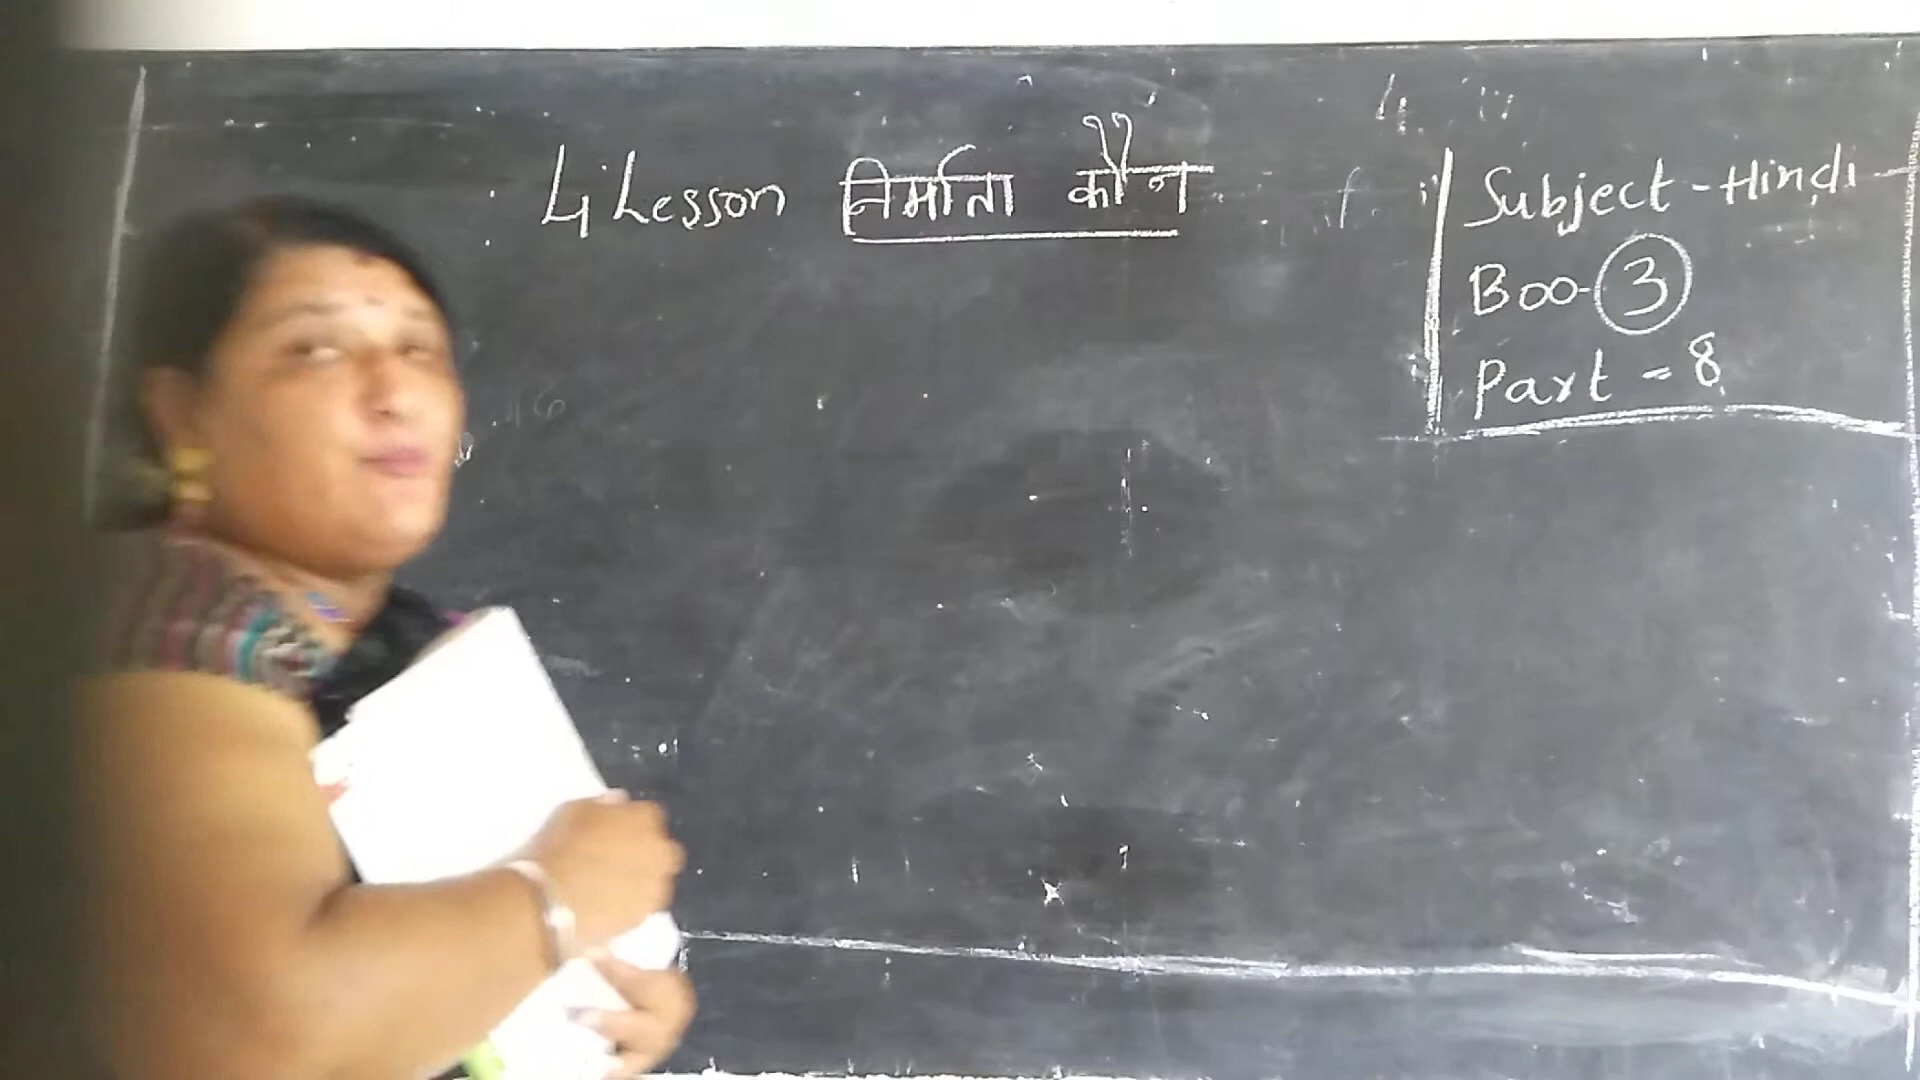 4 Lesson निर्माता कौन
Subject - Hindi
Boo- 3
Part - 8